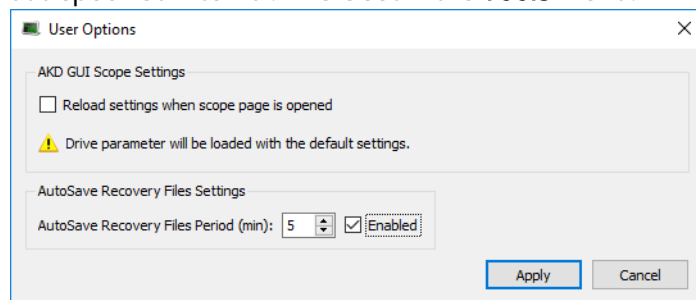 User Options
AKD GUI Scope Settings
Reload settings when scope page is opened
Drive parameter will be loaded with the default settings.
AutoSave Recovery Files Settings
AutoSave Recovery Files Period (min): 5 Enabled
Apply Cancel